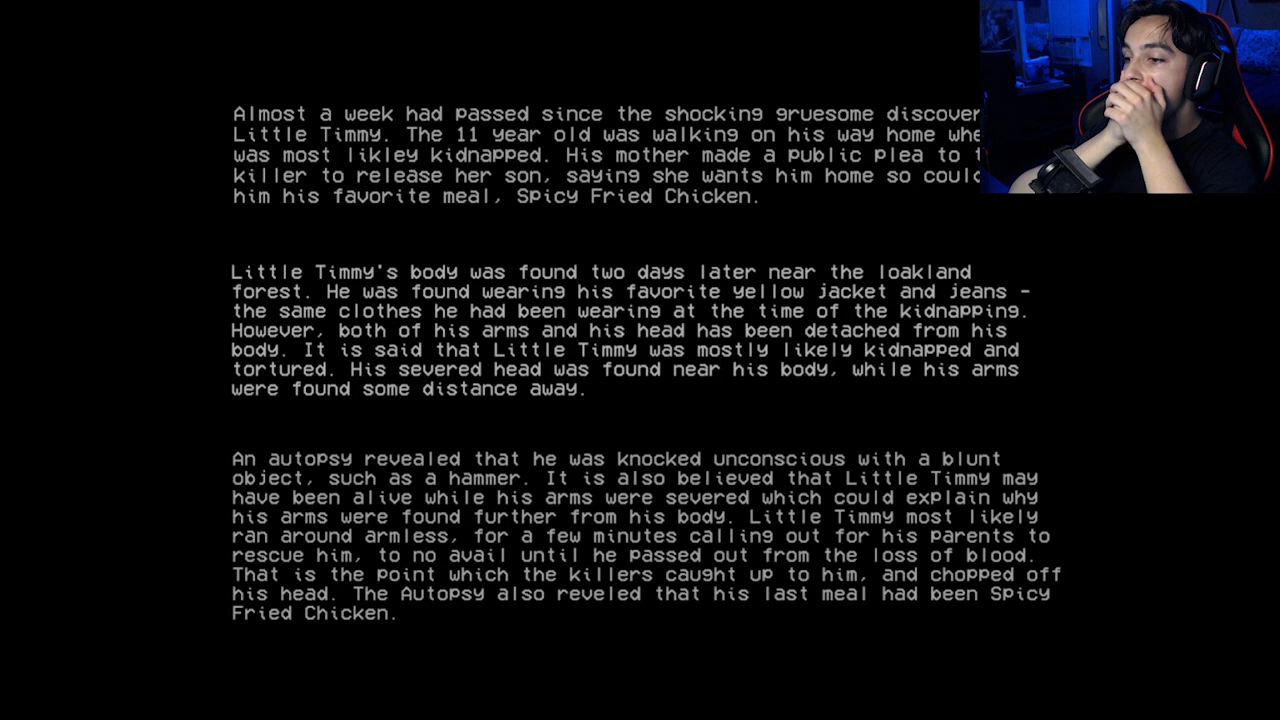 Almost a week had passed since the shocking gruesome
Little Timmy. The 11 year old was walking on his way home
was most likley kidnapped. His mother made a public plea to
killer to release her son, saying she wants him home so
him his favorite meal, Spicy Fried Chicken.
Little Timmy's body was found two days later near the loakland
forest. He was found wearing his favorite yellow jacket and jeans -
the same clothes he had been wearing at the time of the kidnapping.
However, both of his arms and his head has been detached from his
body. It is said that Little Timmy was mostly likely kidnapped and
tortured. His severed head was found near his body, while his arms
were found some distance away.
An autopsy revealed that he was knocked unconscious with a blunt
object, such as a hammer. It is also believed that Little Timmy may
have been alive while his arms were severed which could explain why
his arms were found further from his body. Little Timmy most likely
ran around armless, for a few minutes calling out for his parents to
rescue him, to no avail until he passed out from the loss of blood.
That is the point which the killers caught up to him, and chopped off
his head. The Autopsy also reveled that his last meal had been Spicy
Fried Chicken.